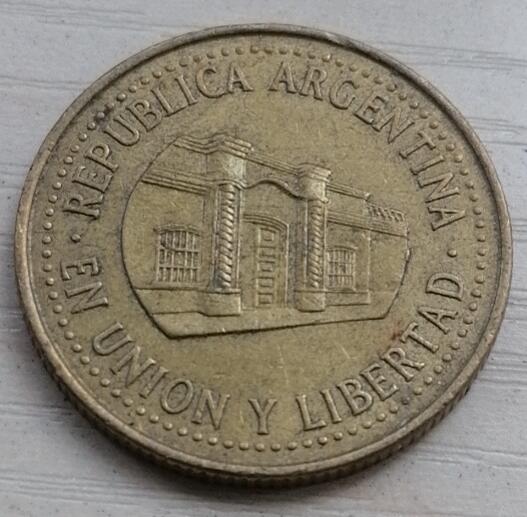 REPUBLICA ARGENTINA
EN UNION Y LIBERTAD